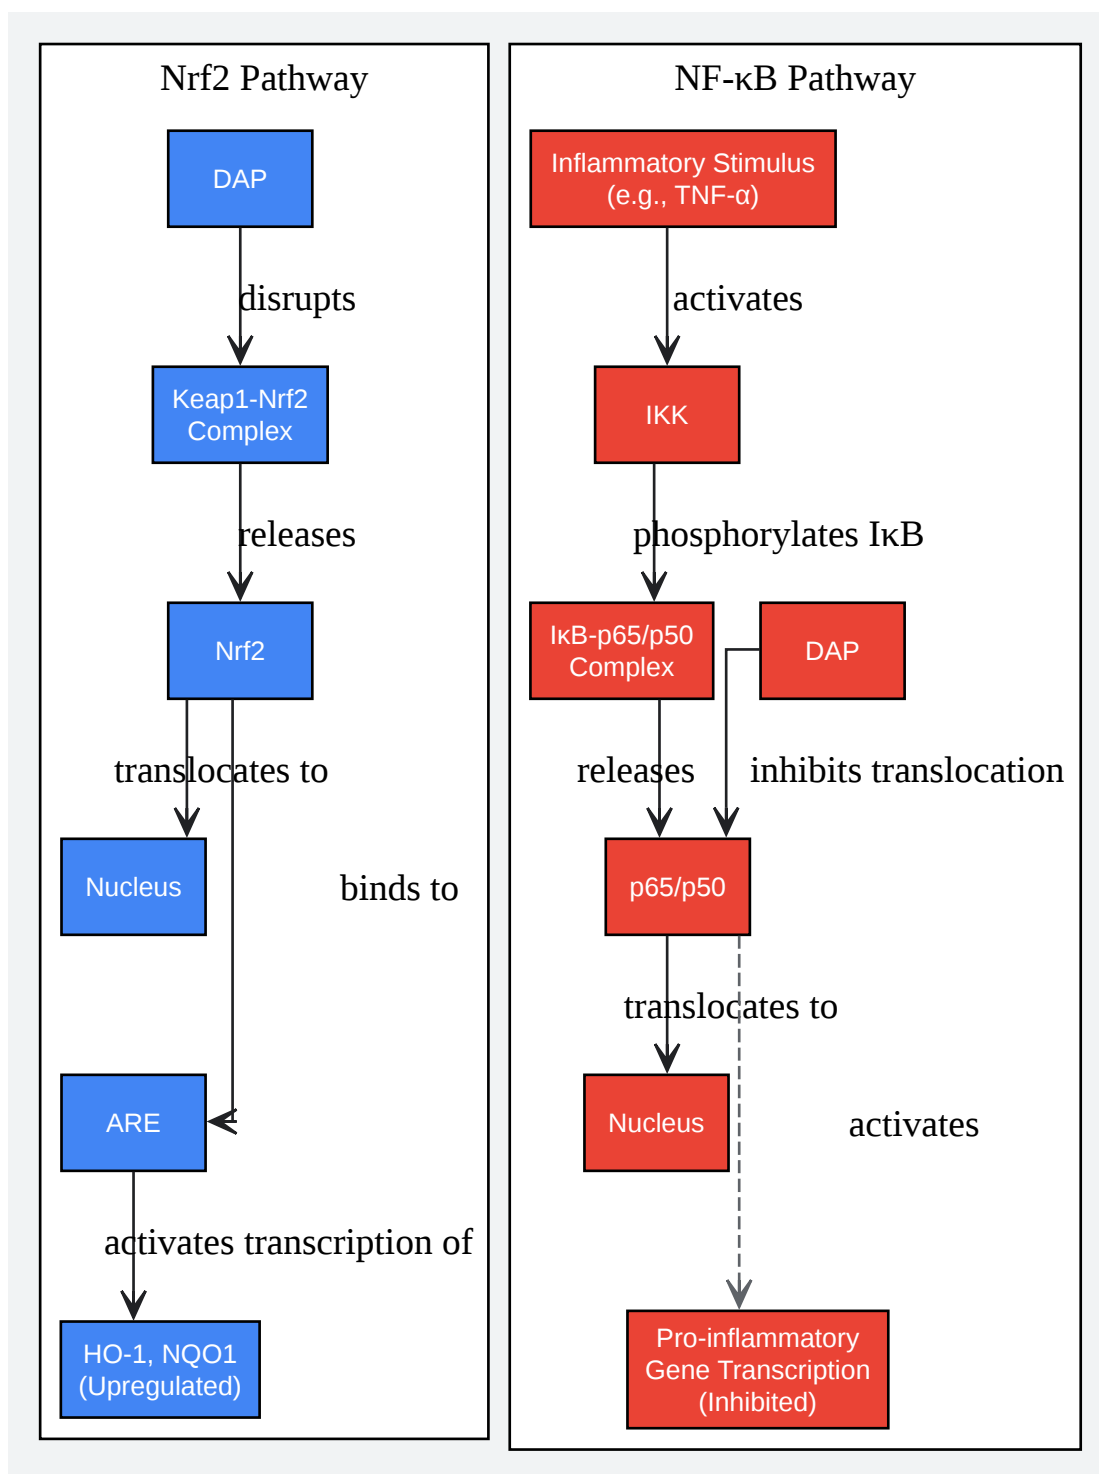 Nrf2 Pathway
DAP
disrupts
Keap1-Nrf2
Complex
releases
Nrf2
translocates to
Nucleus
binds to
ARE
activates transcription of
HO-1, NQO1
(Upregulated)
NF-κB Pathway
Inflammatory Stimulus
(e.g., TNF-α)
activates
IKK
phosphorylates IκB
IκB-p65/p50
Complex
DAP
releases
inhibits translocation
p65/p50
translocates to
Nucleus
activates
Pro-inflammatory
Gene Transcription
(Inhibited)